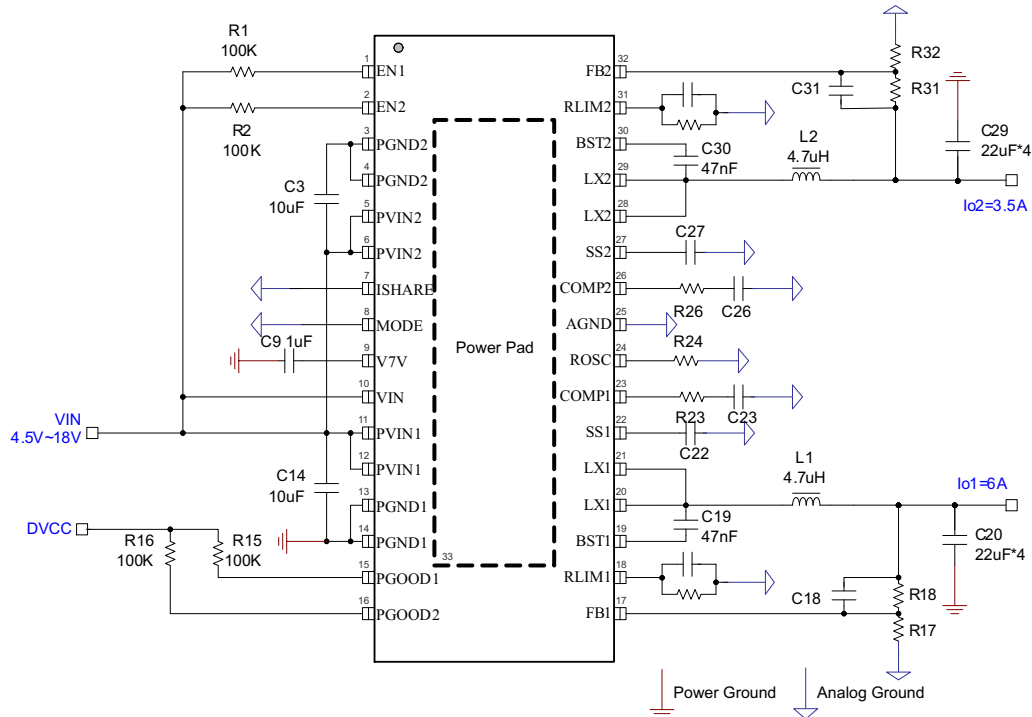 R1
100K
1
EN1
R2
100K
2
EN2
3
PGND2
4
PGND2
C3
10uF
5
PVIN2
6
PVIN2
7
ISHARE
8
MODE
C9 1uF
9
V7V
10
VIN
VIN
4.5V~18V
11
PVIN1
12
PVIN1
C14
10uF
13
PGND1
14
PGND1
DVCC
R16
100K
R15
100K
15
PGOOD1
16
PGOOD2
Power Pad
33
32
FB2
31
RLIM2
30
BST2
29
LX2
28
LX2
27
SS2
26
COMP2
25
AGND
24
ROSC
23
COMP1
22
SS1
21
LX1
20
LX1
19
BST1
18
RLIM1
17
FB1
R32
C31
R31
C29
22uF*4
C30
47nF
L2
4.7uH
Io2=3.5A
C27
R26
C26
R24
R23
C23
C22
L1
4.7uH
Io1=6A
C19
47nF
C20
22uF*4
C18
R18
R17
Power Ground
Analog Ground